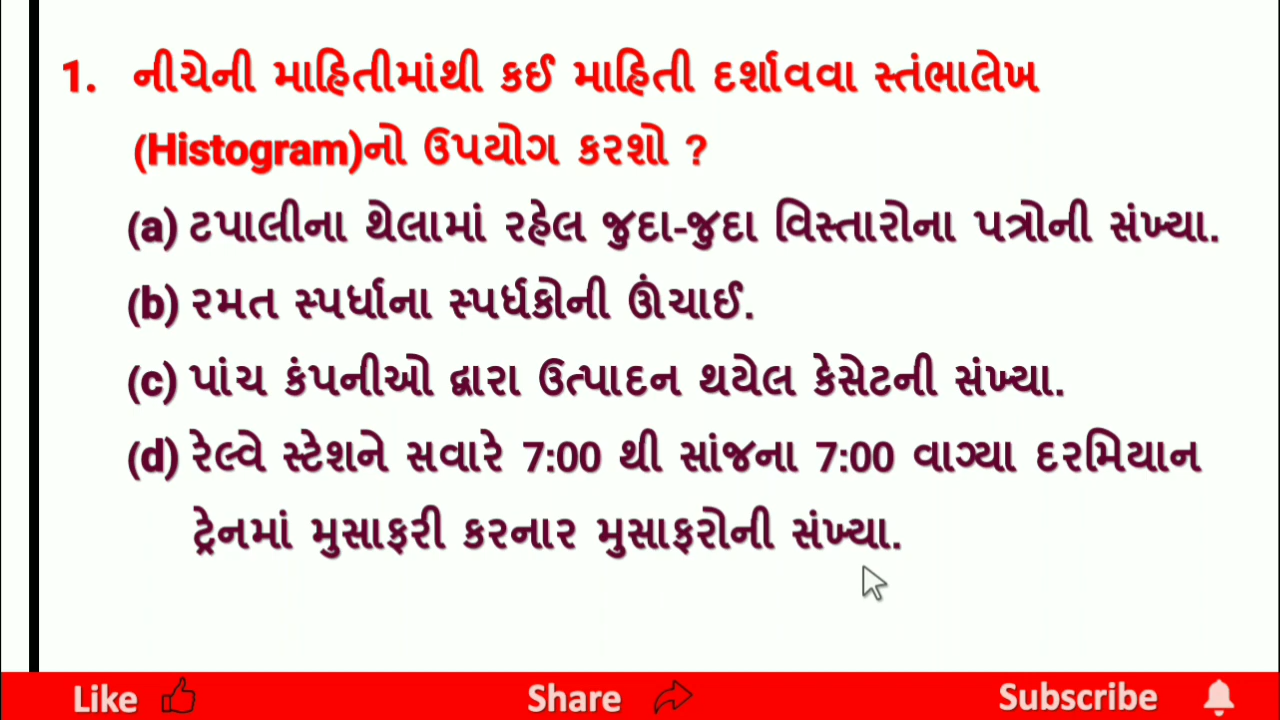 1. નીચેની માહિતીમાંથી કઈ માહિતી દર્શાવવા સ્તંભાલેખ
(Histogram)નો ઉપયોગ કરશો ?
(a) ટપાલીના થેલામાં રહેલ જુદા-જુદા વિસ્તારોના પત્રોની સંખ્યા.
(b) રમત સ્પર્ધાના સ્પર્ધકોની ઊંચાઈ.
(c) પાંચ કંપનીઓ દ્વારા ઉત્પાદન થયેલ કેસેટની સંખ્યા.
(d) રેલ્વે સ્ટેશને સવારે 7:00 થી સાંજના 7:00 વાગ્યા દરમિયાન
ટ્રેનમાં મુસાફરી કરનાર મુસાફરોની સંખ્યા.
Like Share Subscribe